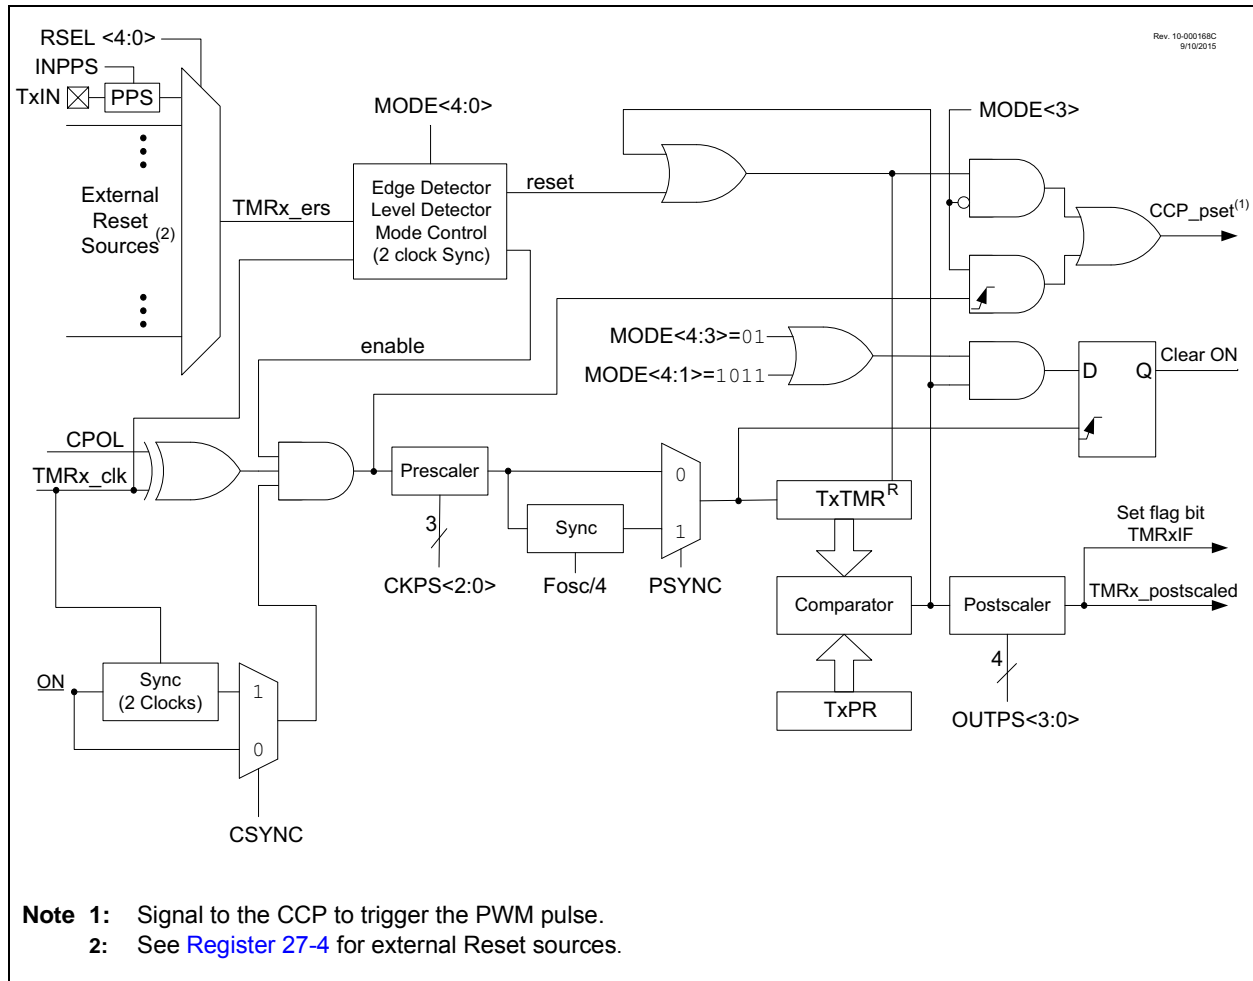 Rev. 10-000168C
9/10/2015
RSEL <4:0>
INPPS
TxIN
PPS
MODE<4:0>
MODE<3>
External
Reset
Sources(2)
TMRx_ers
Edge Detector
Level Detector
Mode Control
(2 clock Sync)
reset
CCP_pset(1)
enable
MODE<4:3>=01
MODE<4:1>=1011
D
Q
Clear ON
CPOL
TMRx_clk
Prescaler
3
CKPS<2:0>
Sync
Fosc/4
0
1
PSYNC
TxTMR
R
Comparator
TxPR
Postscaler
4
OUTPS<3:0>
Set flag bit
TMRxIF
TMRx_postscaled
ON
Sync
(2 Clocks)
1
0
CSYNC
Note 1: Signal to the CCP to trigger the PWM pulse.
2: See Register 27-4 for external Reset sources.